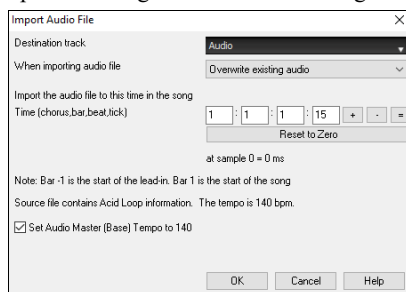 Import Audio File
Destination track Audio
When importing audio file Overwrite existing audio
Import the audio file to this time in the song
Time (chorus,bar,beat,tick) 1 : 1 : 1 : 15 + - =
Reset to Zero
at sample 0 = 0 ms
Note: Bar -1 is the start of the lead-in. Bar 1 is the start of the song
Source file contains Acid Loop information. The tempo is 140 bpm.
Set Audio Master (Base) Tempo to 140
OK Cancel Help